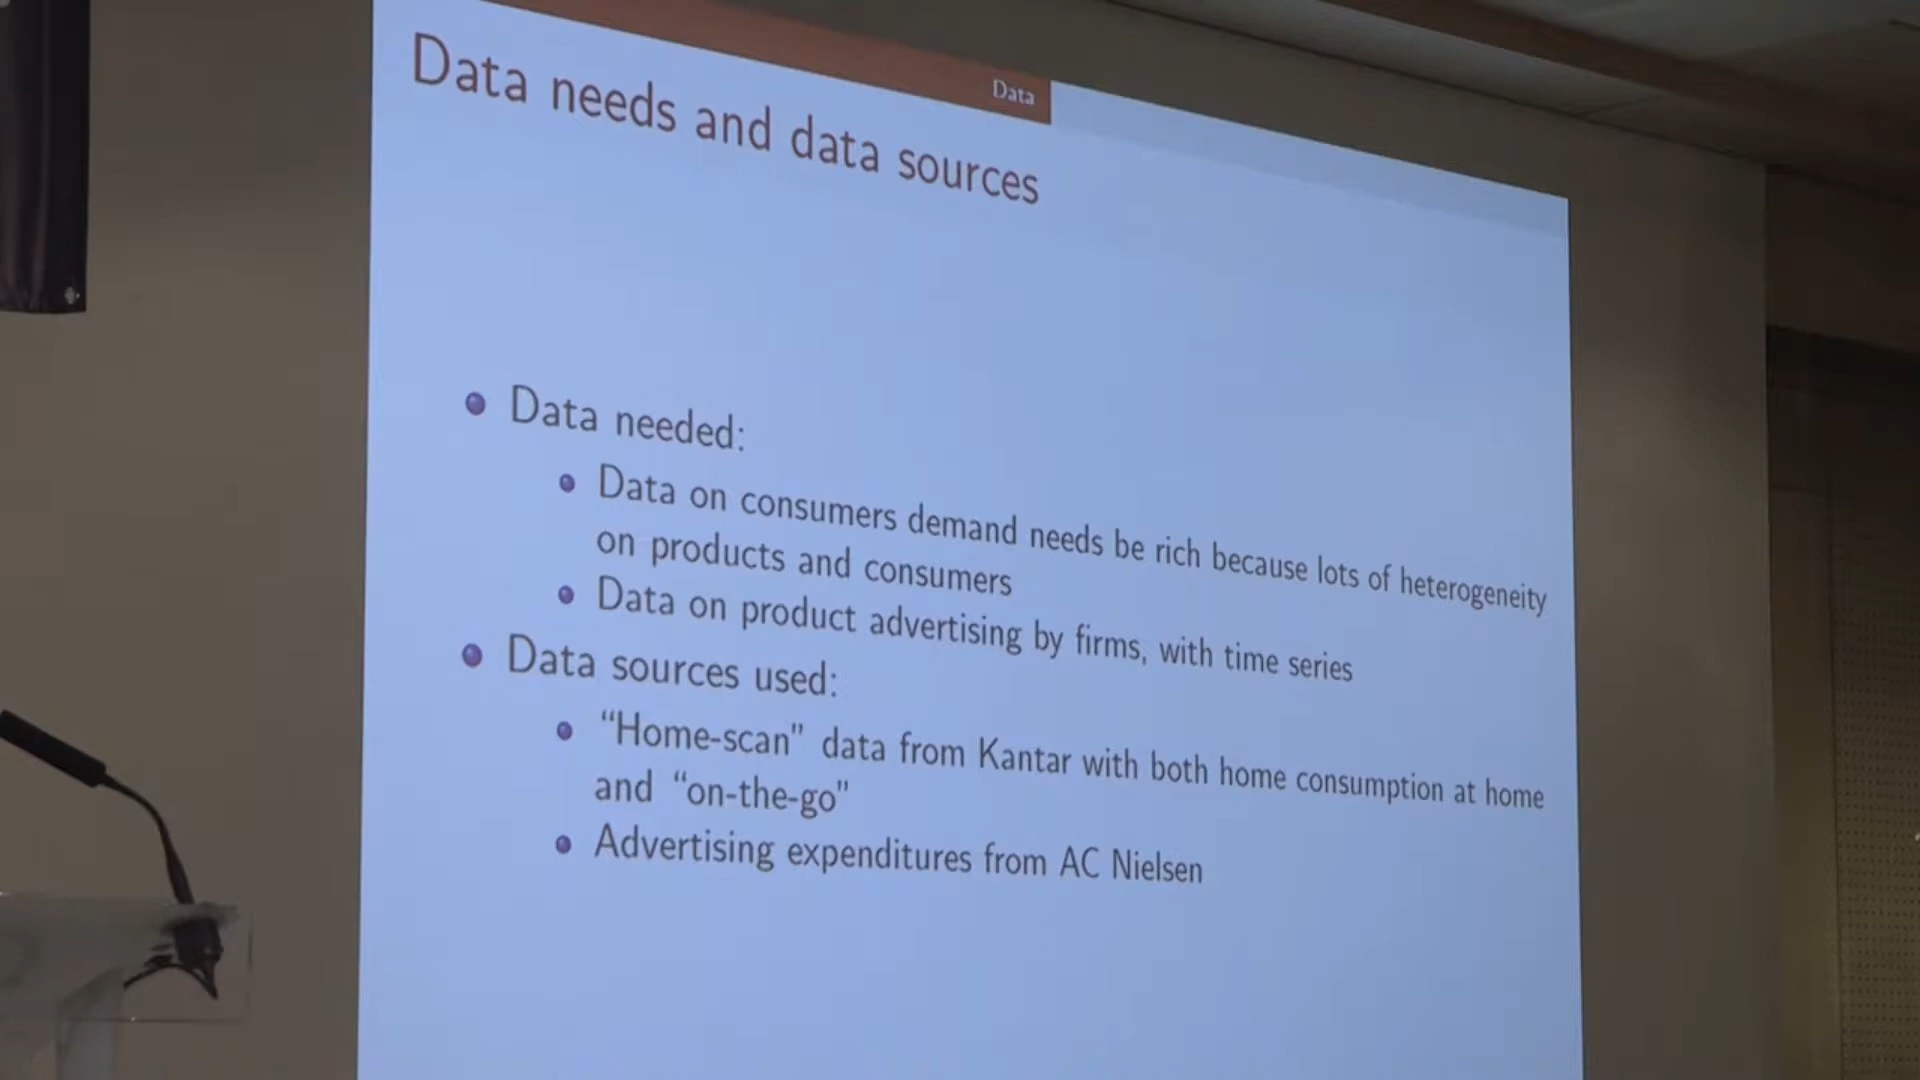 Data
Data needs and data sources
Data needed:
Data on consumers demand needs be rich because lots of heterogeneity
on products and consumers
Data on product advertising by firms, with time series
Data sources used:
“Home-scan” data from Kantar with both home consumption at home
and “on-the-go”
Advertising expenditures from AC Nielsen